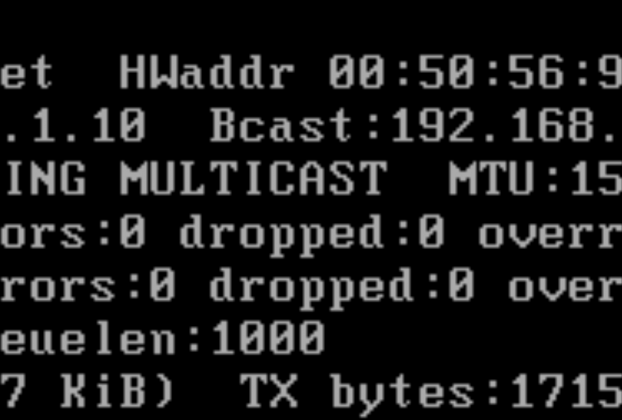 et  HWaddr 00:50:56:9
.1.10  Bcast:192.168.
ING MULTICAST  MTU:15
ors:0 dropped:0 overr
rors:0 dropped:0 over
euelen:1000
7 KiB)  TX bytes:1715